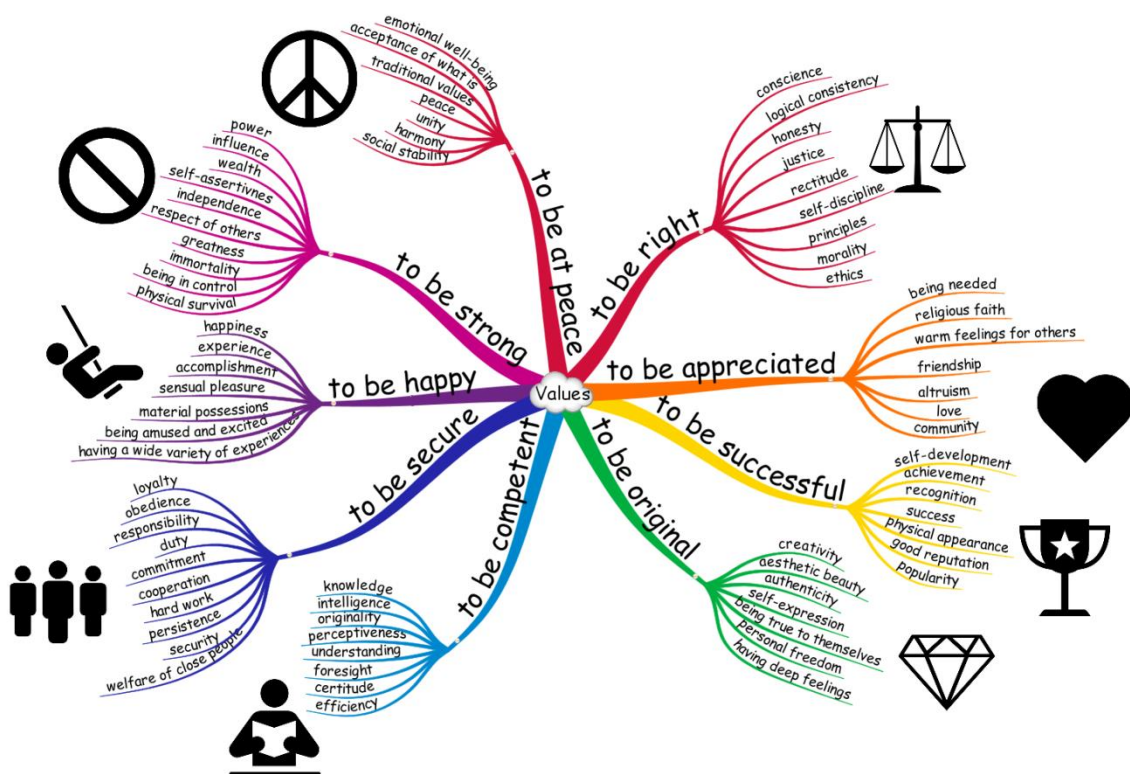 Values
to be at peace
emotional well-being
acceptance of what is
traditional values
peace
unity
harmony
social stability
to be right
conscience
logical consistency
honesty
justice
rectitude
self-discipline
principles
morality
ethics
to be appreciated
being needed
religious faith
warm feelings for others
friendship
altruism
love
community
to be successful
self-development
achievement
recognition
success
physical appearance
good reputation
popularity
to be original
creativity
aesthetic beauty
authenticity
self-expression
being true to themselves
personal freedom
having deep feelings
to be competent
knowledge
intelligence
originality
perceptiveness
understanding
foresight
certitude
efficiency
to be secure
loyalty
obedience
responsibility
duty
commitment
cooperation
hard work
persistence
security
welfare of close people
to be happy
happiness
experience
accomplishment
sensual pleasure
material possessions
being amused and excited
having a wide variety of experiences
to be strong
power
influence
wealth
self-assertivnes
independence
respect of others
greatness
immortality
being in control
physical survival